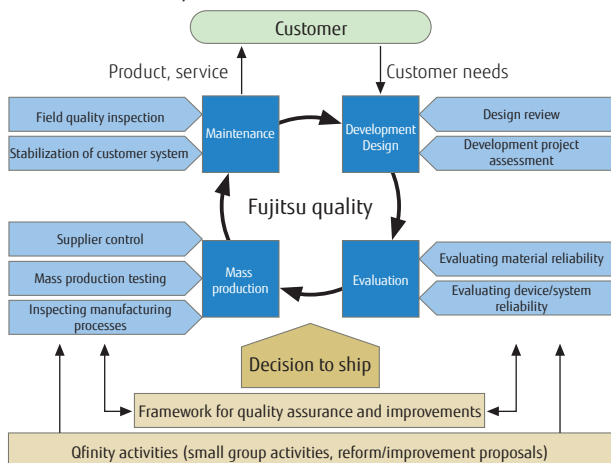 Customer
Product, service
Customer needs
Field quality inspection
Stabilization of customer system
Maintenance
Development
Design
Design review
Development project
assessment
Fujitsu quality
Supplier control
Mass production testing
Inspecting manufacturing
processes
Mass
production
Evaluation
Evaluating material reliability
Evaluating device/system
reliability
Decision to ship
Framework for quality assurance and improvements
Qfinity activities (small group activities, reform/improvement proposals)